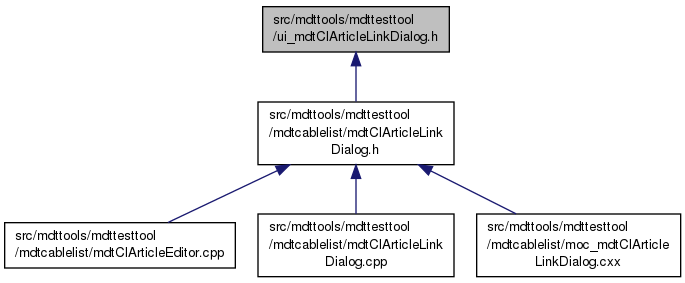 src/mdttools/mdttesttool
/ui_mdtClArticleLinkDialog.h
src/mdttools/mdttesttool
/mdtcablelist/mdtClArticleLink
Dialog.h
src/mdttools/mdttesttool
/mdtcablelist/mdtClArticleEditor.cpp
src/mdttools/mdttesttool
/mdtcablelist/mdtClArticleLink
Dialog.cpp
src/mdttools/mdttesttool
/mdtcablelist/moc_mdtClArticle
LinkDialog.cxx